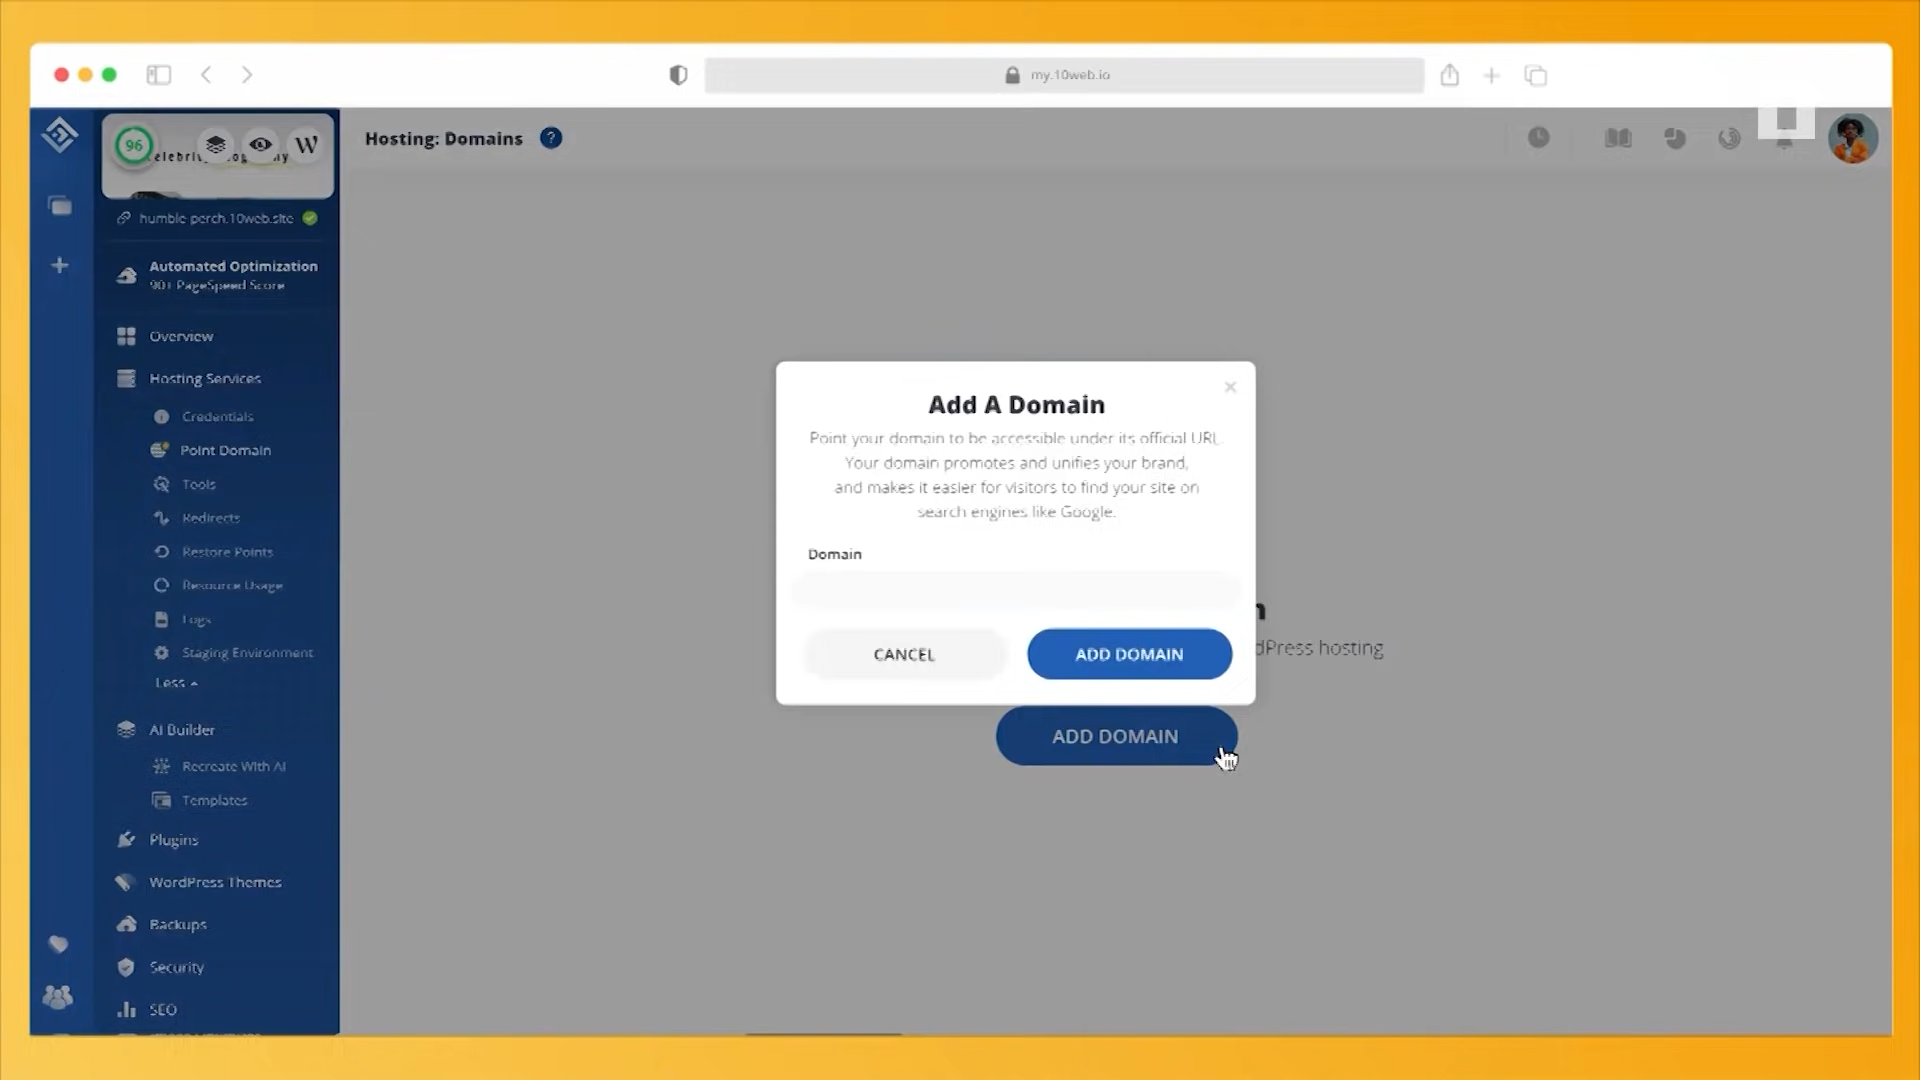 my.10web.io
96
W
Hosting: Domains
?
humble-perch.10web.site
Automated Optimization
90+ PageSpeed Score
Overview
Hosting Services
Credentials
Point Domain
Tools
Redirects
Restore Points
Resource Usage
Logs
Staging Environment
Less
AI Builder
Recreate With AI
Templates
Plugins
WordPress Themes
Backups
Security
SEO
Add A Domain
Point your domain to be accessible under its official URL.
Your domain promotes and unifies your brand,
and makes it easier for visitors to find your site on
search engines like Google.
Domain
CANCEL
ADD DOMAIN
dPress hosting
ADD DOMAIN